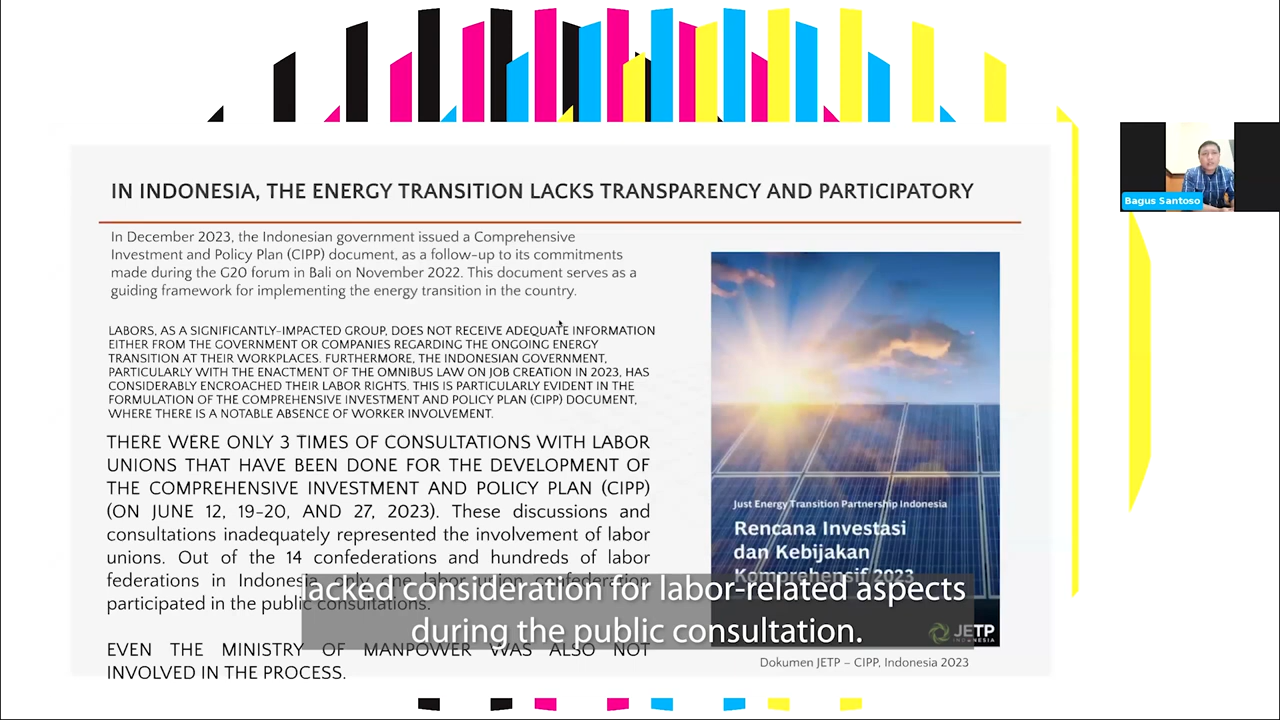 IN INDONESIA, THE ENERGY TRANSITION LACKS TRANSPARENCY AND PARTICIPATORY
In December 2023, the Indonesian government issued a Comprehensive
Investment and Policy Plan (CIPP) document, as a follow-up to its commitments
made during the G20 forum in Bali on November 2022. This document serves as a
guiding framework for implementing the energy transition in the country.
LABORS, AS A SIGNIFICANTLY-IMPACTED GROUP, DOES NOT RECEIVE ADEQUATE INFORMATION
EITHER FROM THE GOVERNMENT OR COMPANIES REGARDING THE ONGOING ENERGY
TRANSITION AT THEIR WORKPLACES. FURTHERMORE, THE INDONESIAN GOVERNMENT,
PARTICULARLY WITH THE ENACTMENT OF THE OMNIBUS LAW ON JOB CREATION IN 2023, HAS
CONSIDERABLY ENCROACHED THEIR LABOR RIGHTS. THIS IS PARTICULARLY EVIDENT IN THE
FORMULATION OF THE COMPREHENSIVE INVESTMENT AND POLICY PLAN (CIPP) DOCUMENT,
WHERE THERE IS A NOTABLE ABSENCE OF WORKER INVOLVEMENT.
THERE WERE ONLY 3 TIMES OF CONSULTATIONS WITH LABOR
UNIONS THAT HAVE BEEN DONE FOR THE DEVELOPMENT OF
THE COMPREHENSIVE INVESTMENT AND POLICY PLAN (CIPP)
(ON JUNE 12, 19-20, AND 27, 2023). These discussions and
consultations inadequately represented the involvement of labor
unions. Out of the 14 confederations and hundreds of labor
federations in Indonesia, only one labor union confederation
participated in the public consultations.
EVEN THE MINISTRY OF MANPOWER WAS ALSO NOT
INVOLVED IN THE PROCESS.
Just Energy Transition Partnership Indonesia
Rencana Investasi
dan Kebijakan
Komprehensif 2023
JETP
INDONESIA
Dokumen JETP – CIPP, Indonesia 2023
Bagus Santoso
lacked consideration for labor-related aspects
during the public consultation.